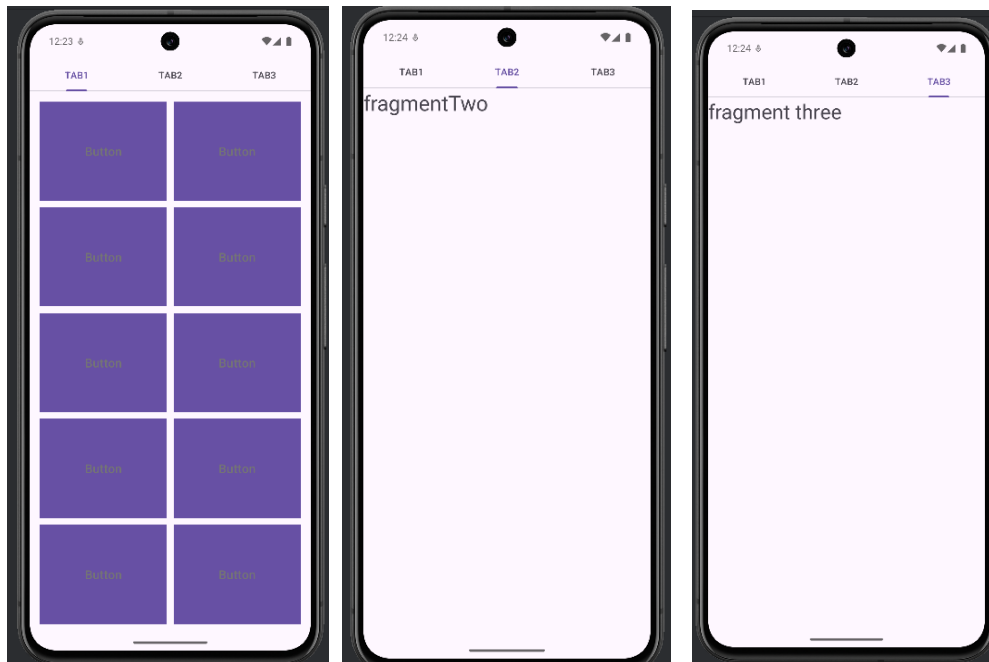 12:23
TAB1 TAB2 TAB3
Button Button
Button Button
Button Button
Button Button
Button Button
12:24
TAB1 TAB2 TAB3
fragmentTwo
12:24
TAB1 TAB2 TAB3
fragment three